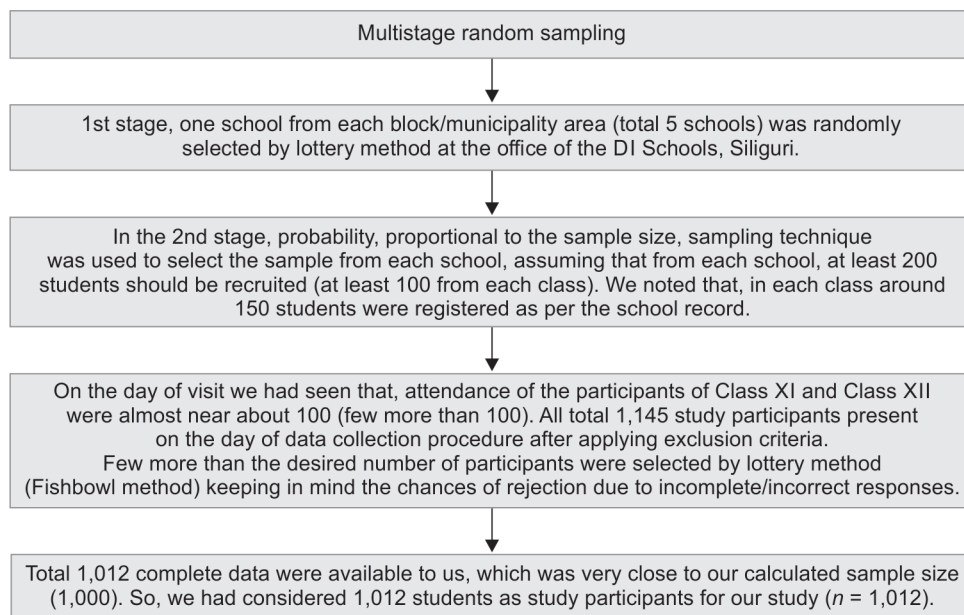 Multistage random sampling
1st stage, one school from each block/municipality area (total 5 schools) was randomly
selected by lottery method at the office of the DI Schools, Siliguri.
In the 2nd stage, probability, proportional to the sample size, sampling technique
was used to select the sample from each school, assuming that from each school, at least 200
students should be recruited (at least 100 from each class). We noted that, in each class around
150 students were registered as per the school record.
On the day of visit we had seen that, attendance of the participants of Class XI and Class XII
were almost near about 100 (few more than 100). All total 1,145 study participants present
on the day of data collection procedure after applying exclusion criteria.
Few more than the desired number of participants were selected by lottery method
(Fishbowl method) keeping in mind the chances of rejection due to incomplete/incorrect responses.
Total 1,012 complete data were available to us, which was very close to our calculated sample size
(1,000). So, we had considered 1,012 students as study participants for our study (n = 1,012).